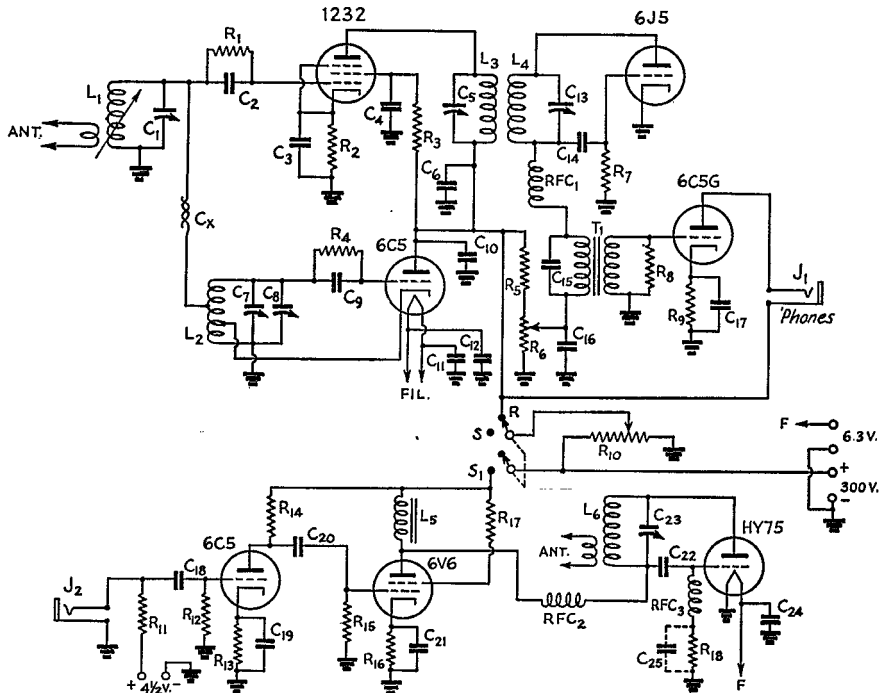 1232
6J5
R1
L1
C1
C2
ANT.
C3
R2
C4
R3
L3
C5
L4
C13
C6
C14
R7
RFC1
6C5G
CX
R4
6C5
C10
T1
C7
C8
C9
R5
C15
R8
J1
L2
R9
C17
'Phones
C12
C11
R6
C16
FIL.
R
S
F
6.3 V.
R10
S1
+
300 V.
-
R14
L5
R17
L6
C23
HY75
6C5
C20
ANT.
C22
C18
6V6
J2
RFC2
RFC3
C24
R11
R12
R15
R13
C19
R16
C21
C25
R18
+ 4½V. -
F